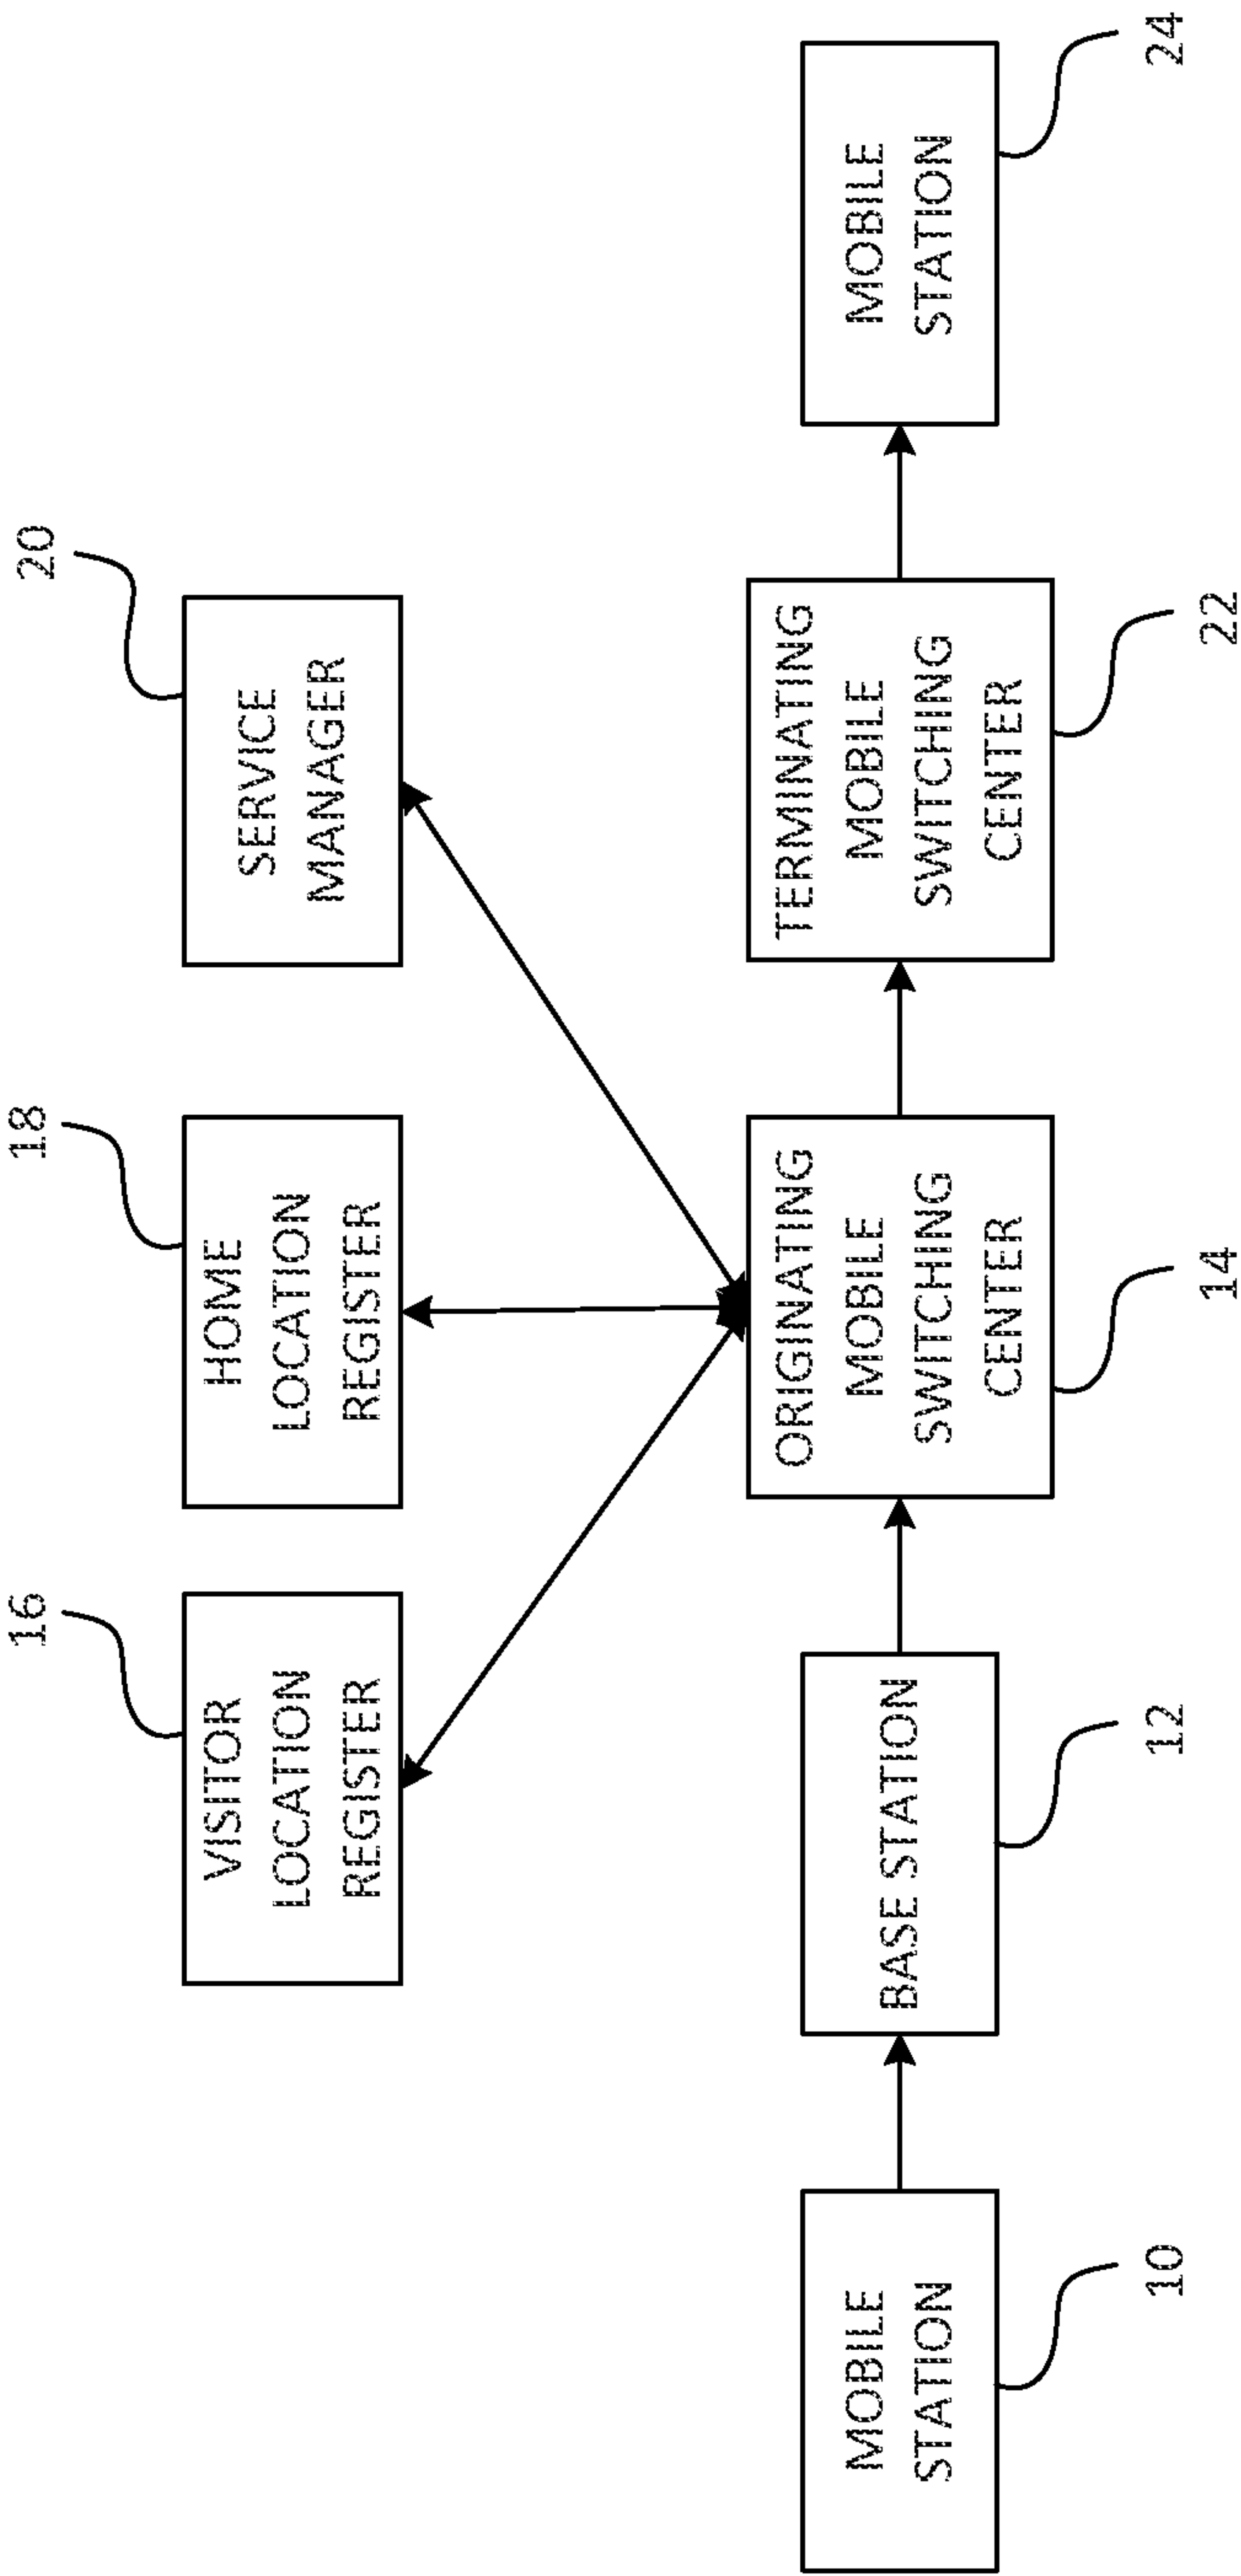 16
VISITOR
LOCATION
REGISTER
18
HOME
LOCATION
REGISTER
20
SERVICE
MANAGER
MOBILE
STATION
10
BASE STATION
12
ORIGINATING
MOBILE
SWITCHING
CENTER
14
TERMINATING
MOBILE
SWITCHING
CENTER
22
MOBILE
STATION
24